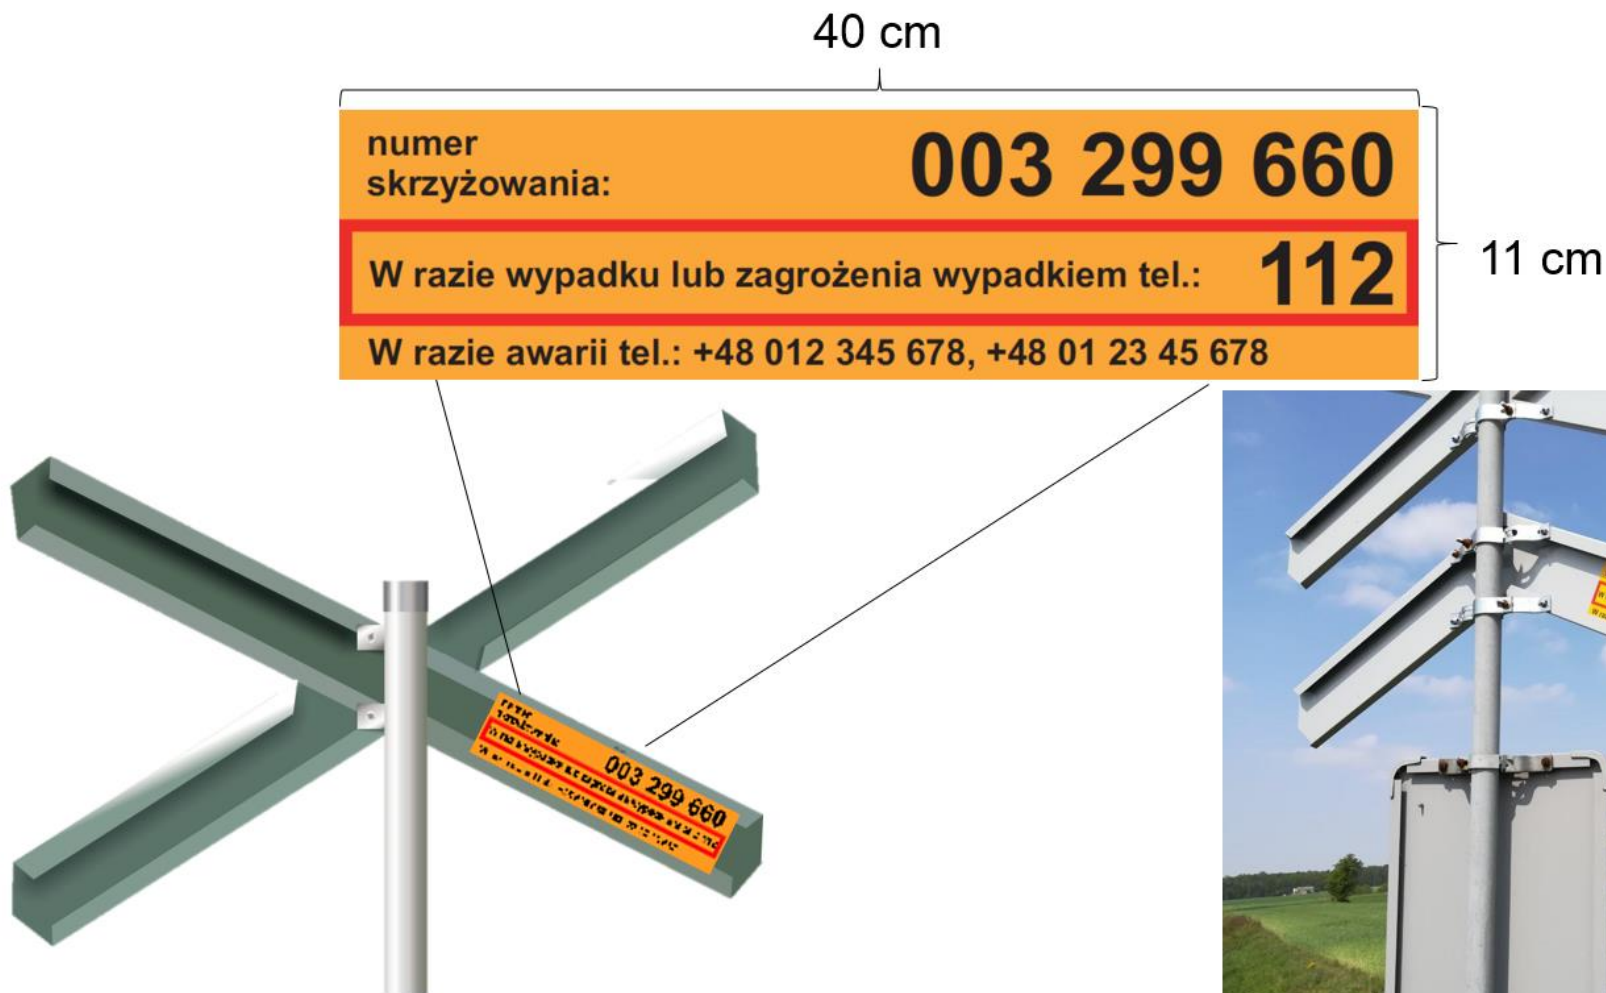 40 cm
numer
skrzyżowania:
003 299 660
W razie wypadku lub zagrożenia wypadkiem tel.: 112
W razie awarii tel.: +48 012 345 678, +48 01 23 45 678
11 cm
003 299 660